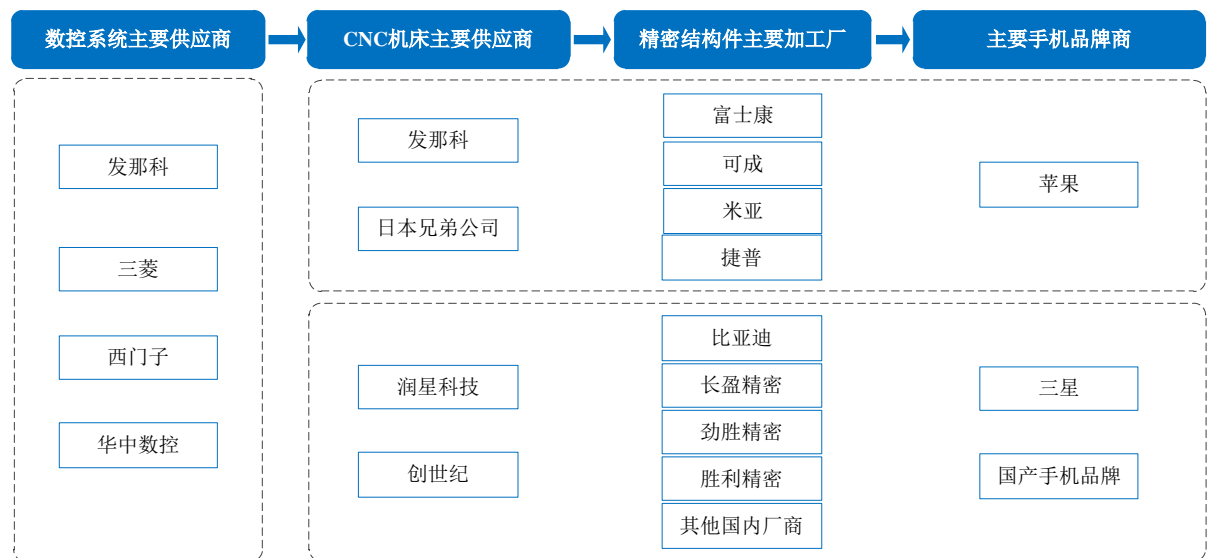 数控系统主要供应商
CNC机床主要供应商
精密结构件主要加工厂
主要手机品牌商
发那科
三菱
西门子
华中数控
发那科
日本兄弟公司
富士康
可成
米亚
捷普
苹果
润星科技
创世纪
比亚迪
长盈精密
劲胜精密
胜利精密
其他国内厂商
三星
国产手机品牌